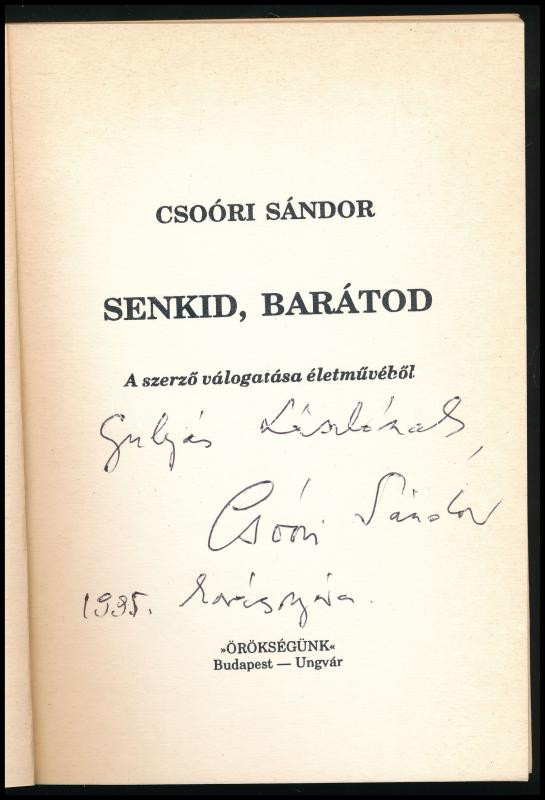 CSOÓRI SÁNDOR
SENKID, BARÁTOD
A szerző válogatása életművéből
Gulyás Lászlónak,
Csoóri Sándor
1995.
»ÖRÖKSÉGÜNK«
Budapest — Ungvár